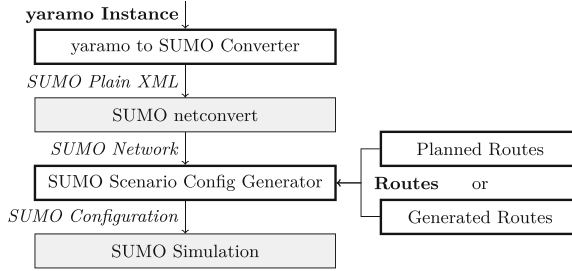 yaramo Instance
yaramo to SUMO Converter
SUMO Plain XML
SUMO netconvert
SUMO Network
Planned Routes
SUMO Scenario Config Generator
Routes or
SUMO Configuration
Generated Routes
SUMO Simulation